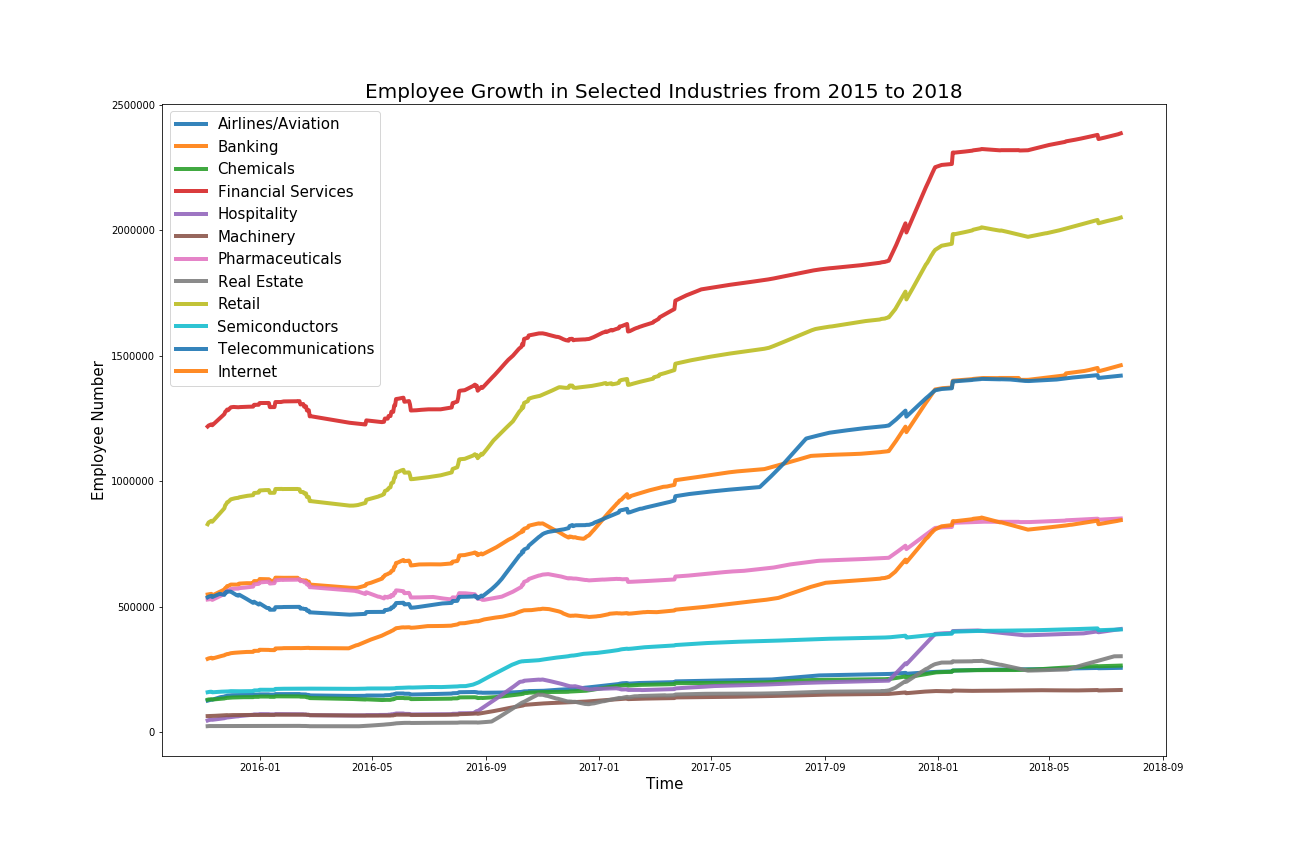 Employee Growth in Selected Industries from 2015 to 2018
2500000
2000000
1500000
1000000
500000
0
Employee Number
Airlines/Aviation
Banking
Chemicals
Financial Services
Hospitality
Machinery
Pharmaceuticals
Real Estate
Retail
Semiconductors
Telecommunications
Internet
2016-01 2016-05 2016-09 2017-01 2017-05 2017-09 2018-01 2018-05 2018-09
Time